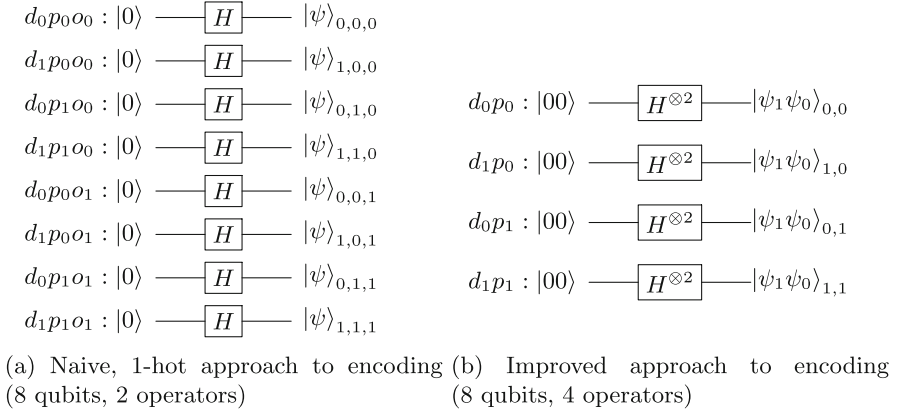 d₀p₀o₀ : |0⟩ H |ψ⟩₀,₀,₀
d₁p₀o₀ : |0⟩ H |ψ⟩₁,₀,₀
d₀p₁o₀ : |0⟩ H |ψ⟩₀,₁,₀
d₁p₁o₀ : |0⟩ H |ψ⟩₁,₁,₀
d₀p₀o₁ : |0⟩ H |ψ⟩₀,₀,₁
d₁p₀o₁ : |0⟩ H |ψ⟩₁,₀,₁
d₀p₁o₁ : |0⟩ H |ψ⟩₀,₁,₁
d₁p₁o₁ : |0⟩ H |ψ⟩₁,₁,₁
(a) Naive, 1-hot approach to encoding
(8 qubits, 2 operators)
d₀p₀ : |00⟩ H⊗² |ψ₁ψ₀⟩₀,₀
d₁p₀ : |00⟩ H⊗² |ψ₁ψ₀⟩₁,₀
d₀p₁ : |00⟩ H⊗² |ψ₁ψ₀⟩₀,₁
d₁p₁ : |00⟩ H⊗² |ψ₁ψ₀⟩₁,₁
(b) Improved approach to encoding
(8 qubits, 4 operators)